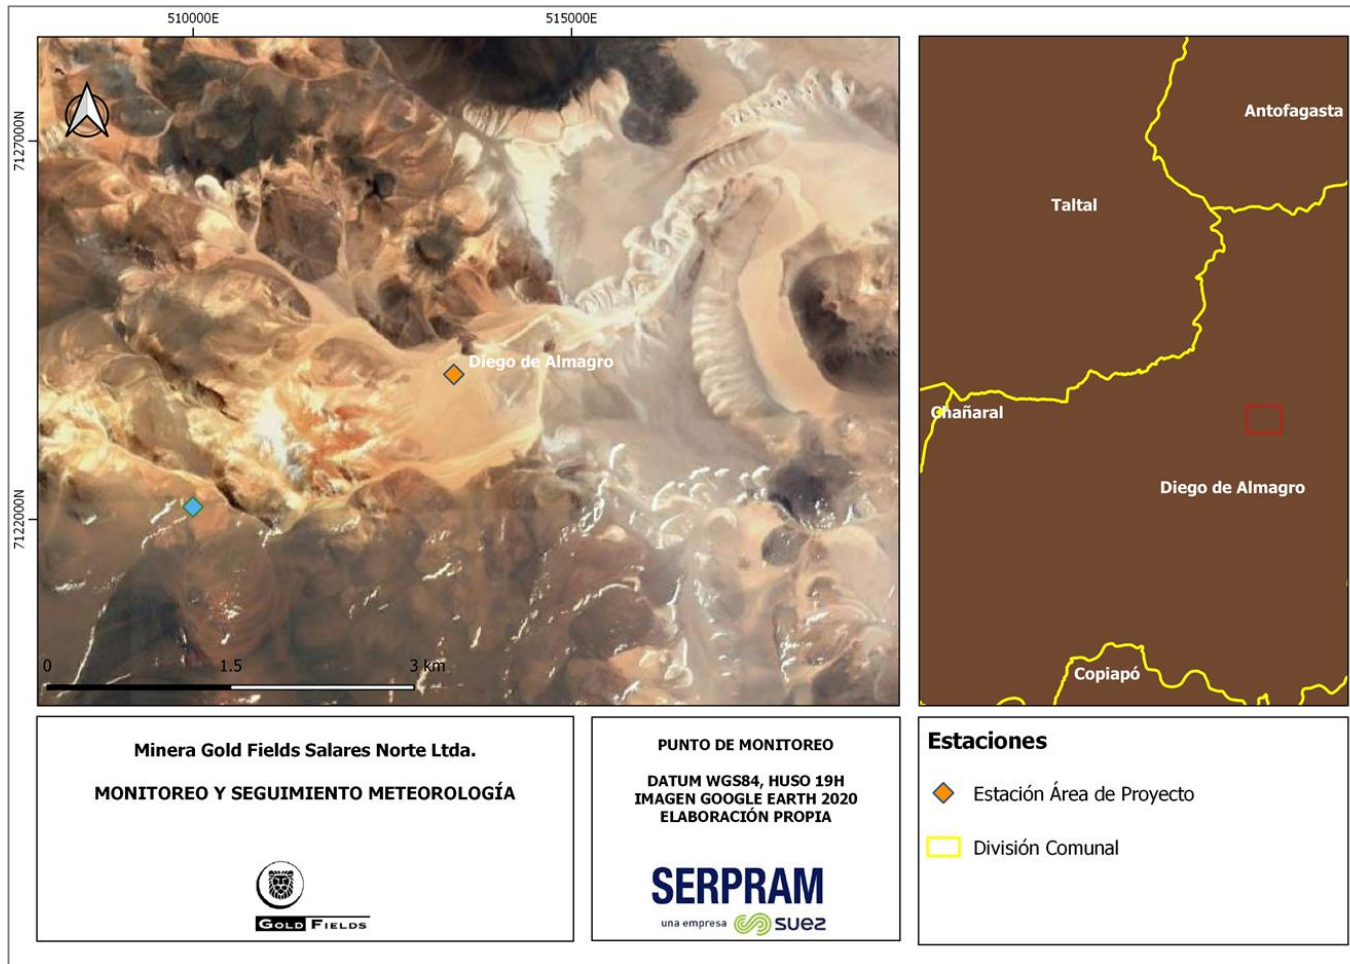 510000E
515000E
7127000N
7122000N
Diego de Almagro
0
1.5
3 km
Antofagasta
Taltal
Chañaral
Diego de Almagro
Copiapó
Minera Gold Fields Salares Norte Ltda.
MONITOREO Y SEGUIMIENTO METEOROLOGÍA
GOLD FIELDS
PUNTO DE MONITOREO
DATUM WGS84, HUSO 19H
IMAGEN GOOGLE EARTH 2020
ELABORACIÓN PROPIA
SERPRAM
una empresa suez
Estaciones
Estación Área de Proyecto
División Comunal